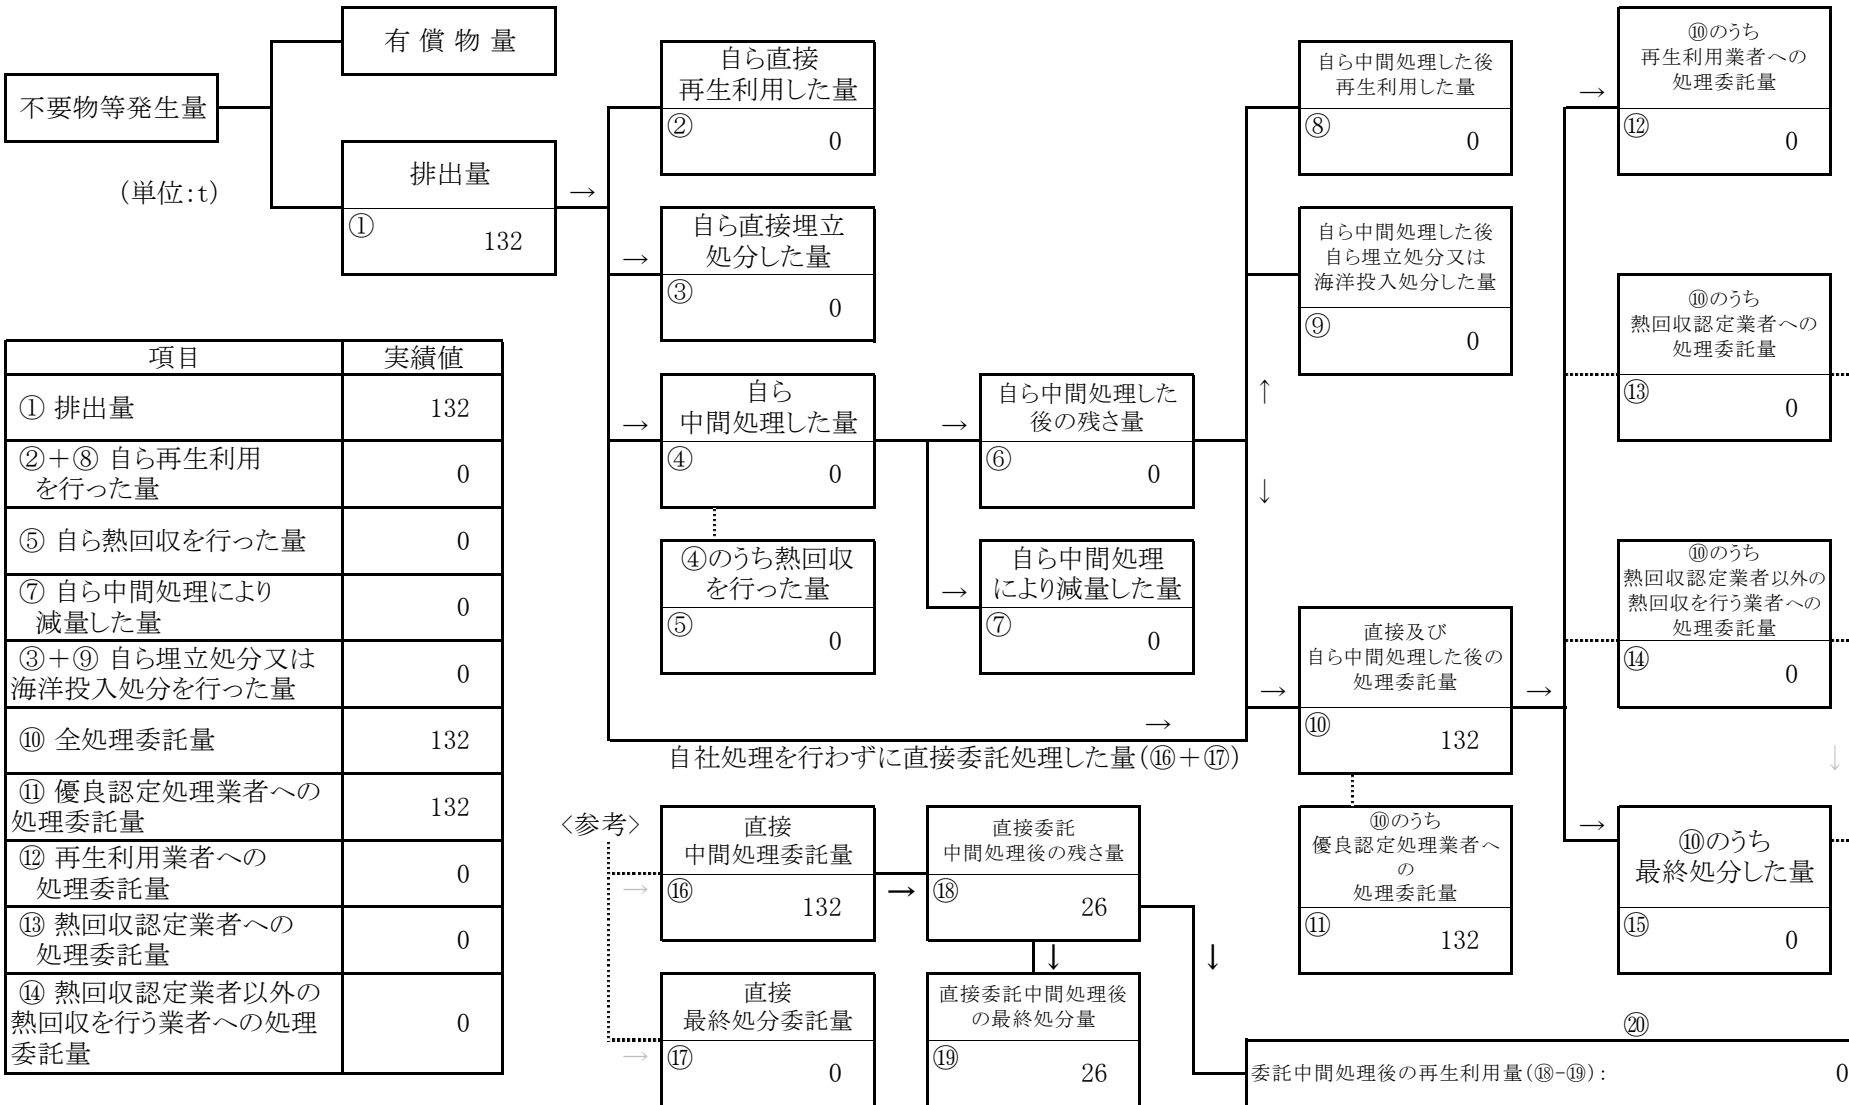 有償物量
不要物等発生量
(単位:t)
排出量
①
132
→
自ら直接
再生利用した量
②
0
→
自ら直接埋立
処分した量
③
0
→
自ら
中間処理した量
④
0
④のうち熱回収
を行った量
⑤
0
→
自ら中間処理した
後の残さ量
⑥
0
→
自ら中間処理
により減量した量
⑦
0
→
自社処理を行わずに直接委託処理した量(⑯+⑰)
自ら中間処理した後
再生利用した量
⑧
0
自ら中間処理した後
自ら埋立処分又は
海洋投入処分した量
⑨
0
↑
↓
→
直接及び
自ら中間処理した後の
処理委託量
⑩
132
→
⑩のうち
優良認定処理業者へ
の
処理委託量
⑪
132
→
⑩のうち
再生利用業者への
処理委託量
⑫
0
⑩のうち
熱回収認定業者への
処理委託量
⑬
0
⑩のうち
熱回収認定業者以外の
熱回収を行う業者への
処理委託量
⑭
0
↓
→
⑩のうち
最終処分した量
⑮
0
項目 実績値
① 排出量 132
②+⑧ 自ら再生利用
を行った量 0
⑤ 自ら熱回収を行った量 0
⑦ 自ら中間処理により
減量した量 0
③+⑨ 自ら埋立処分又は
海洋投入処分を行った量 0
⑩ 全処理委託量 132
⑪ 優良認定処理業者への
処理委託量 132
⑫ 再生利用業者への
処理委託量 0
⑬ 熱回収認定業者への
処理委託量 0
⑭ 熱回収認定業者以外の
熱回収を行う業者への処理
委託量 0
〈参考〉
→
直接
中間処理委託量
⑯
132
→
直接委託
中間処理後の残さ量
⑱
26
↓
↓
→
直接
最終処分委託量
⑰
0
直接委託中間処理後
の最終処分量
⑲
26
⑳
委託中間処理後の再生利用量(⑱-⑲): 0